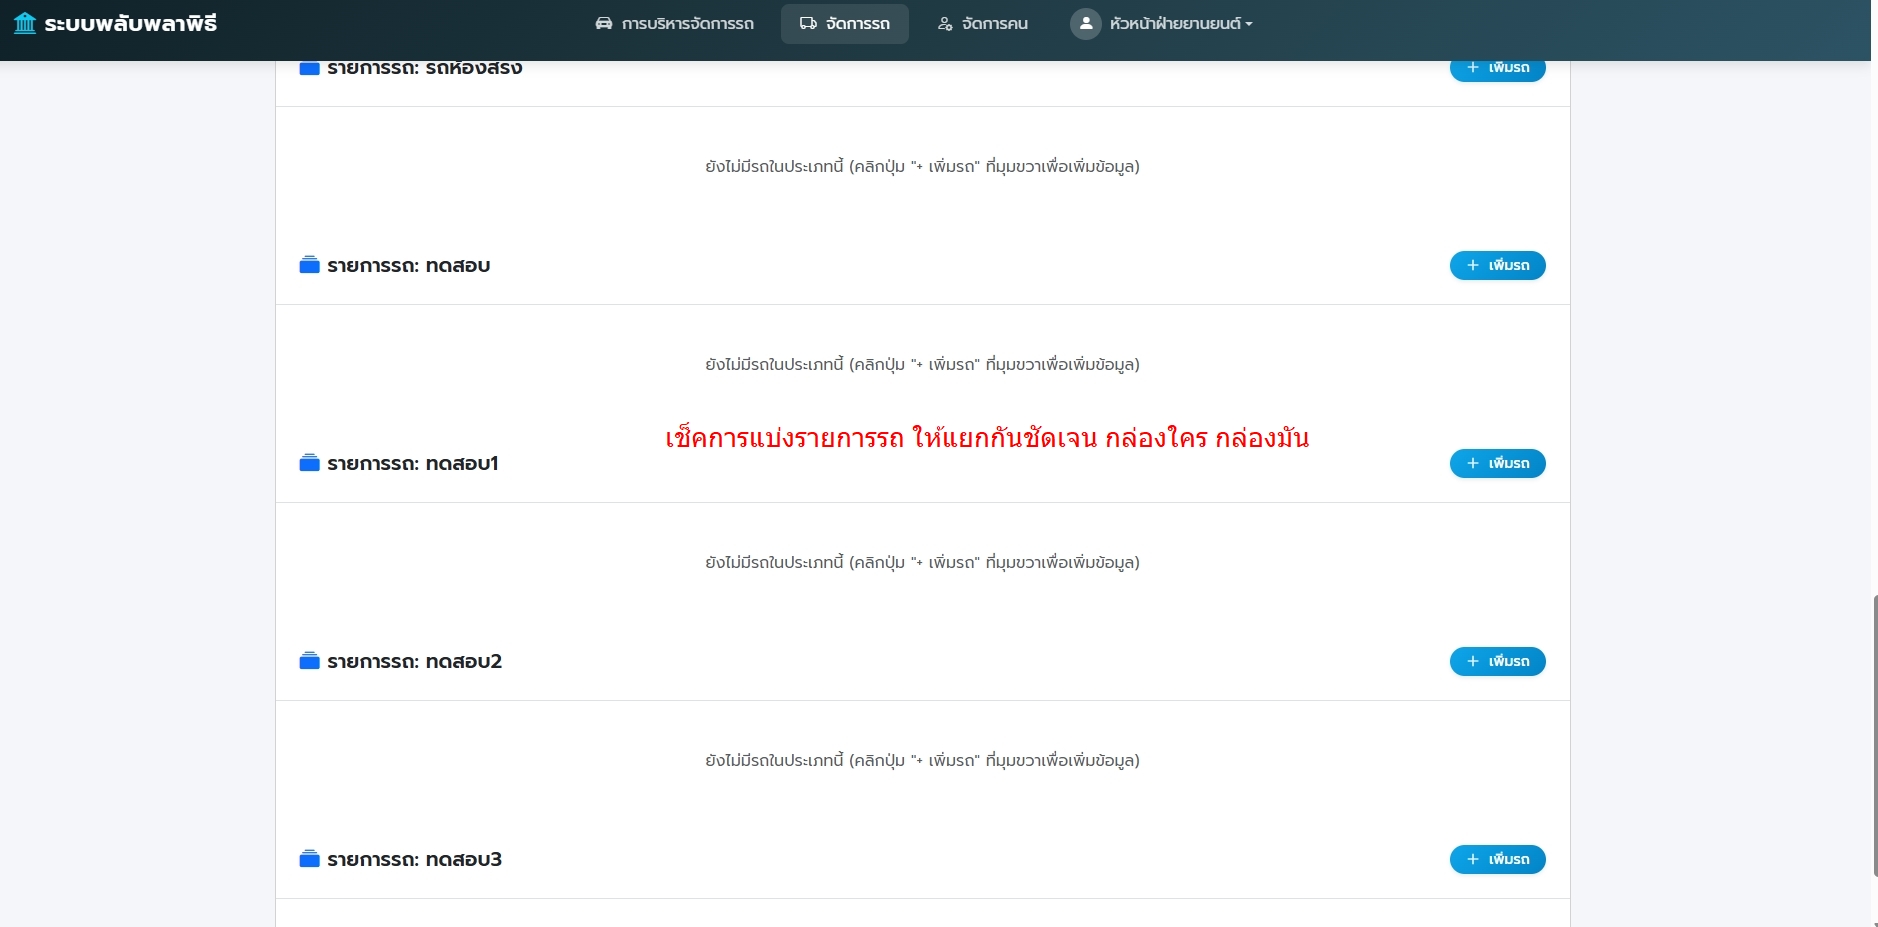 ระบบพลับพลาพิธี
การบริหารจัดการรถ
จัดการรถ
จัดการคน
หัวหน้าฝ่ายยานยนต์
รายการรถ: รถห้องสรง
+ เพิ่มรถ
ยังไม่มีรถในประเภทนี้ (คลิกปุ่ม "+ เพิ่มรถ" ที่มุมขวาเพื่อเพิ่มข้อมูล)
รายการรถ: ทดสอบ
+ เพิ่มรถ
ยังไม่มีรถในประเภทนี้ (คลิกปุ่ม "+ เพิ่มรถ" ที่มุมขวาเพื่อเพิ่มข้อมูล)
เช็คการแบ่งรายการรถ ให้แยกกันชัดเจน กล่องใคร กล่องมัน
รายการรถ: ทดสอบ1
+ เพิ่มรถ
ยังไม่มีรถในประเภทนี้ (คลิกปุ่ม "+ เพิ่มรถ" ที่มุมขวาเพื่อเพิ่มข้อมูล)
รายการรถ: ทดสอบ2
+ เพิ่มรถ
ยังไม่มีรถในประเภทนี้ (คลิกปุ่ม "+ เพิ่มรถ" ที่มุมขวาเพื่อเพิ่มข้อมูล)
รายการรถ: ทดสอบ3
+ เพิ่มรถ